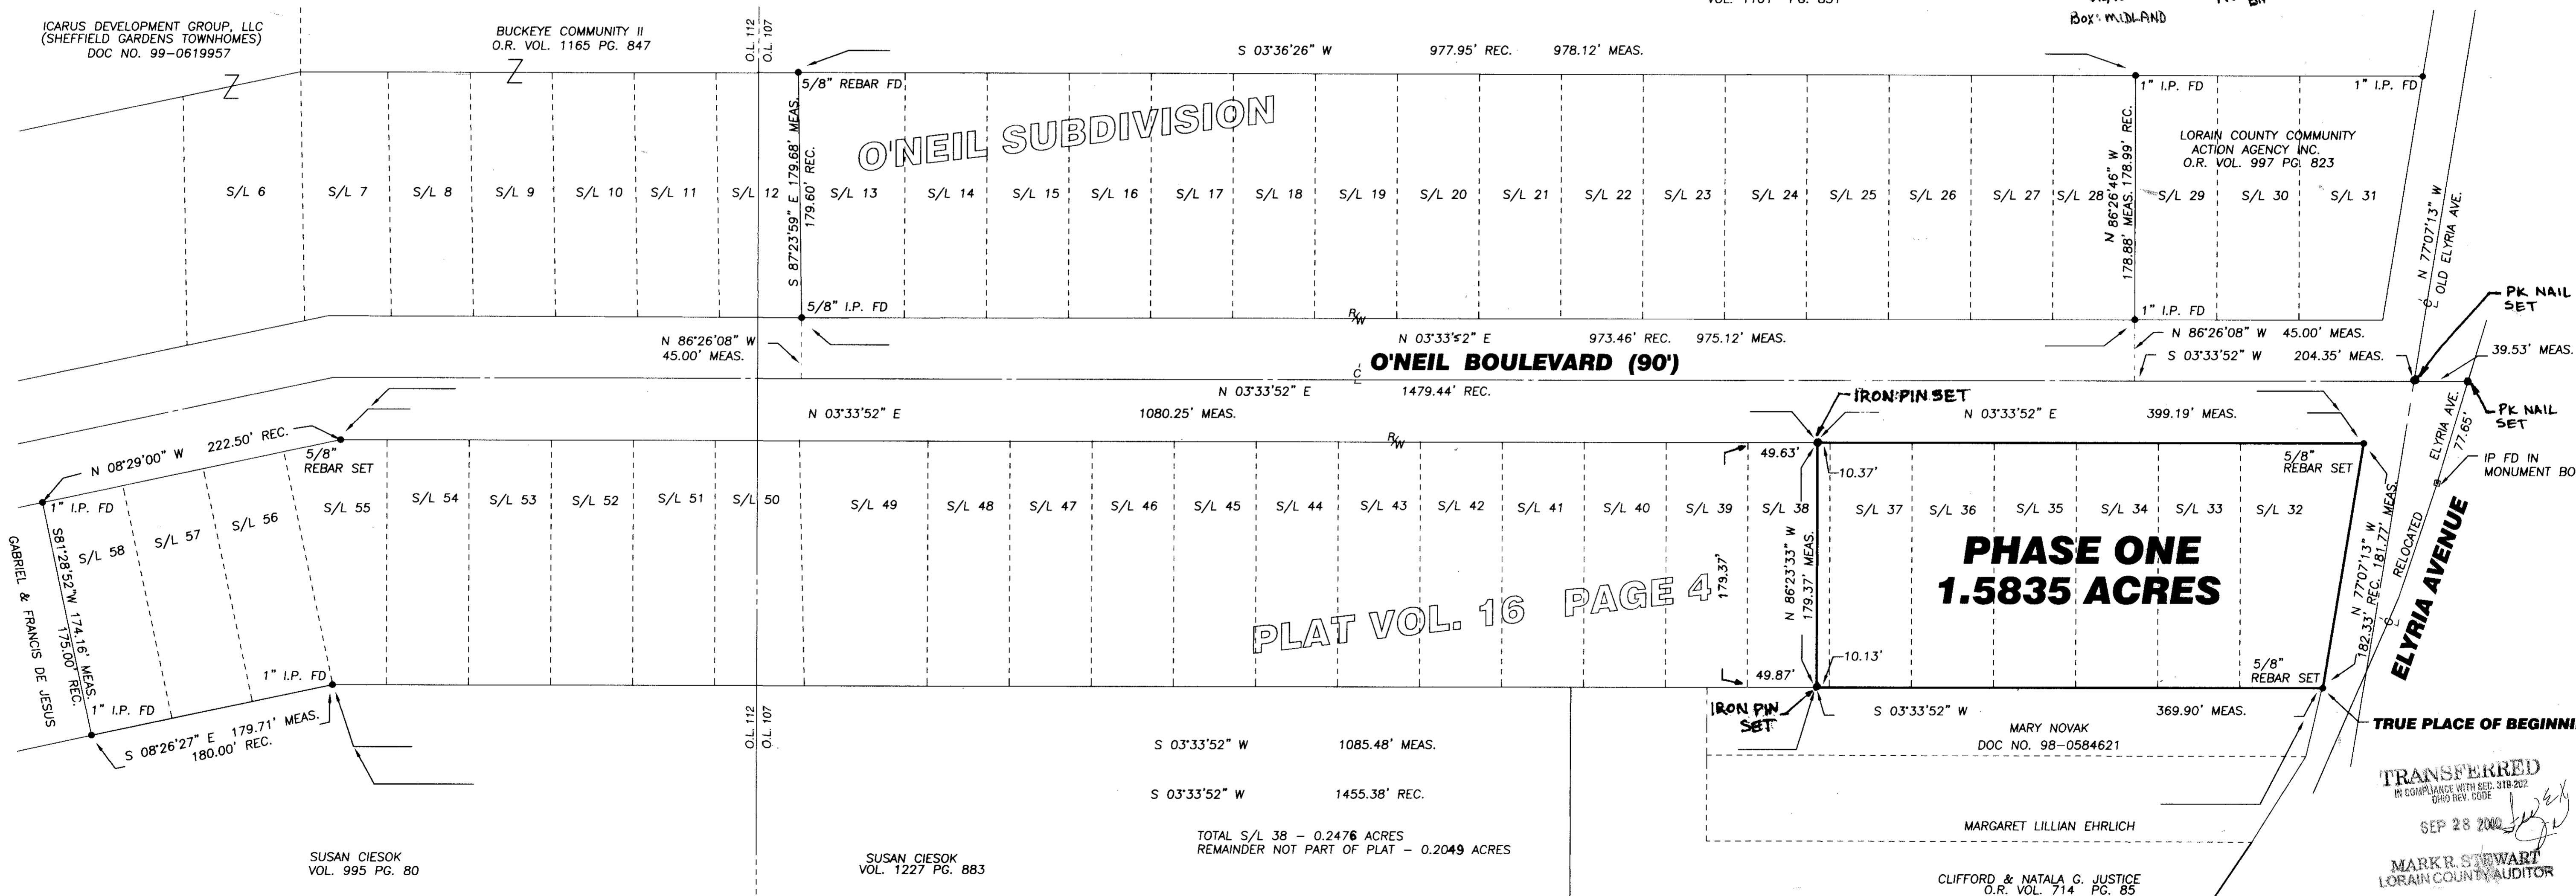 ICARUS DEVELOPMENT GROUP, LLC
(SHEFFIELD GARDENS TOWNHOMES)
DOC NO. 99-0619957
BUCKEYE COMMUNITY II
O.R. VOL. 1165 PG. 847
O.L. 112
O.L. 107
S 03°36'26" W 977.95' REC. 978.12' MEAS.
BOX: MIDLAND
Z
Z
5/8" REBAR FD
1" I.P. FD
1" I.P. FD
O'NEIL SUBDIVISION
S 87°23'59" E 179.68' MEAS.
179.60' REC.
N 86°26'46" W
178.88' MEAS. 178.99' REC.
LORAIN COUNTY COMMUNITY
ACTION AGENCY INC.
O.R. VOL. 997 PG. 823
S/L 6
S/L 7
S/L 8
S/L 9
S/L 10
S/L 11
S/L 12
S/L 13
S/L 14
S/L 15
S/L 16
S/L 17
S/L 18
S/L 19
S/L 20
S/L 21
S/L 22
S/L 23
S/L 24
S/L 25
S/L 26
S/L 27
S/L 28
S/L 29
S/L 30
S/L 31
N 77°07'13" W
OLD ELYRIA AVE.
PK NAIL
SET
5/8" I.P. FD
R/W
1" I.P. FD
N 86°26'08" W
45.00' MEAS.
N 03°33'52" E 973.46' REC. 975.12' MEAS.
N 86°26'08" W 45.00' MEAS.
S 03°33'52" W 204.35' MEAS.
39.53' MEAS.
O'NEIL BOULEVARD (90')
N 03°33'52" E 1479.44' REC.
IRON PIN SET
N 03°33'52" E 1080.25' MEAS.
N 03°33'52" E 399.19' MEAS.
PK NAIL
SET
N 08°29'00" W 222.50' REC.
5/8"
REBAR SET
R/W
49.63'
10.37'
5/8"
REBAR SET
ELYRIA AVE.
77.65'
IP FD IN
MONUMENT BO
1" I.P. FD
S/L 58
S/L 57
S/L 56
S/L 55
S/L 54
S/L 53
S/L 52
S/L 51
S/L 50
S/L 49
S/L 48
S/L 47
S/L 46
S/L 45
S/L 44
S/L 43
S/L 42
S/L 41
S/L 40
S/L 39
S/L 38
S/L 37
S/L 36
S/L 35
S/L 34
S/L 33
S/L 32
GABRIEL & FRANCIS DE JESUS
S81°28'52"W 174.16' MEAS.
175.00' REC.
PHASE ONE
1.5835 ACRES
179.37'
N 86°23'33" W
179.37' MEAS.
N 77°07'13" W
182.33' REC. 181.77' MEAS.
RELOCATED
ELYRIA AVENUE
PLAT VOL. 16 PAGE 4
1" I.P. FD
1" I.P. FD
49.87'
10.13'
5/8"
REBAR SET
S 08°26'27" E 179.71' MEAS.
180.00' REC.
IRON PIN
SET
S 03°33'52" W 369.90' MEAS.
O.L. 112
O.L. 107
MARY NOVAK
DOC NO. 98-0584621
TRUE PLACE OF BEGINNI
S 03°33'52" W 1085.48' MEAS.
S 03°33'52" W 1455.38' REC.
TRANSFERRED
IN COMPLIANCE WITH SEC. 319-202
OHIO REV. CODE
SEP 28 2000
MARK R. STEWART
LORAIN COUNTY AUDITOR
TOTAL S/L 38 - 0.2476 ACRES
REMAINDER NOT PART OF PLAT - 0.2049 ACRES
MARGARET LILLIAN EHRLICH
SUSAN CIESOK
VOL. 995 PG. 80
SUSAN CIESOK
VOL. 1227 PG. 883
CLIFFORD & NATALA G. JUSTICE
O.R. VOL. 714 PG. 85